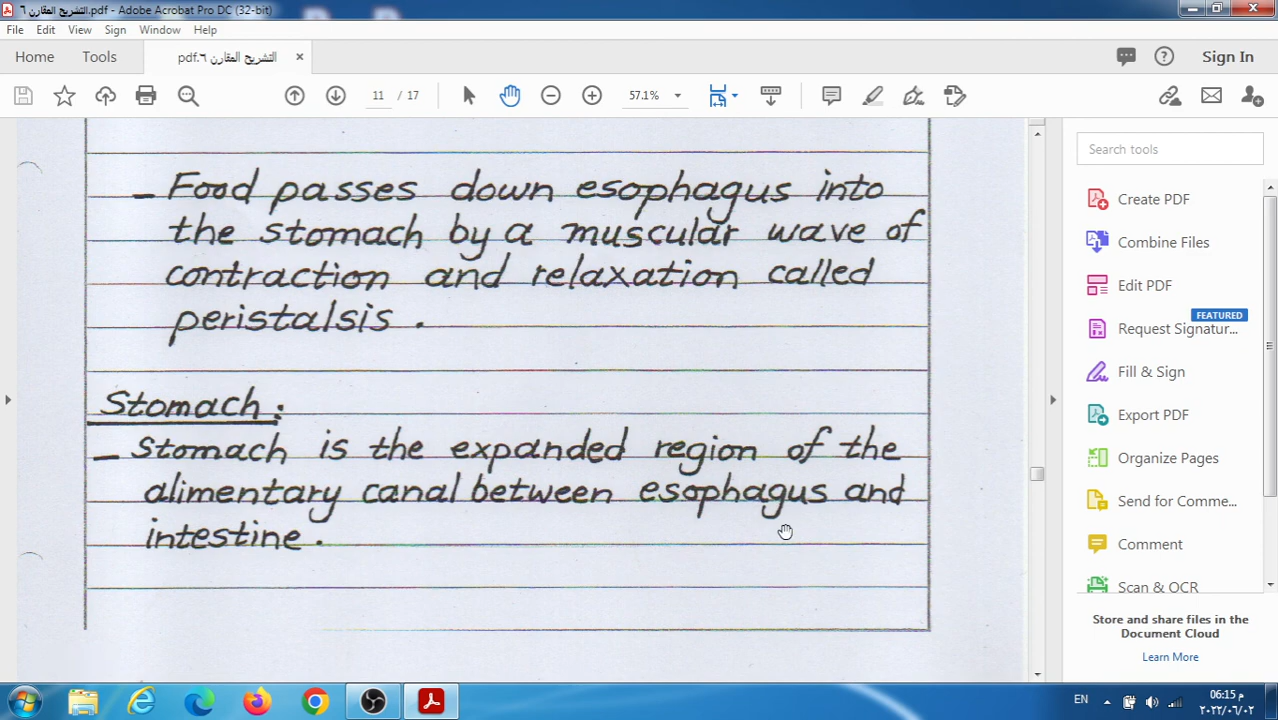 التشريح المقارن ٦.pdf - Adobe Acrobat Pro DC (32-bit)
File Edit View Sign Window Help
Home Tools التشريح المقارن ٦.pdf × Sign In
11 / 17 57.1%
- Food passes down esophagus into
the stomach by a muscular wave of
contraction and relaxation called
peristalsis .
Stomach :
- Stomach is the expanded region of the
alimentary canal between esophagus and
intestine .
Search tools
Create PDF
Combine Files
Edit PDF
FEATURED
Request Signatur...
Fill & Sign
Export PDF
Organize Pages
Send for Comme...
Comment
Scan & OCR
Store and share files in the
Document Cloud
Learn More
EN
06:15 م
٢٠٢٢/٠٦/٠٢